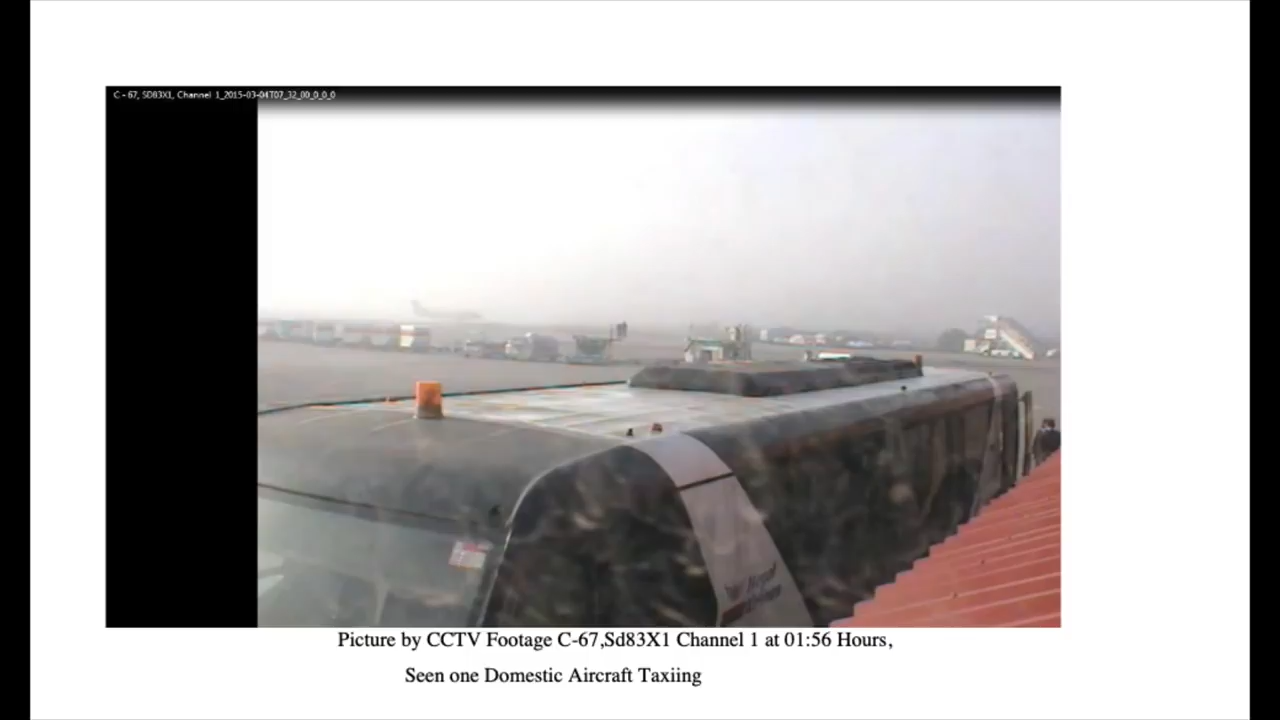 C - 67, SD83X1, Channel 1_2015-03-04T07_32_00_0_0_0
Picture by CCTV Footage C-67,Sd83X1 Channel 1 at 01:56 Hours,
Seen one Domestic Aircraft Taxiing